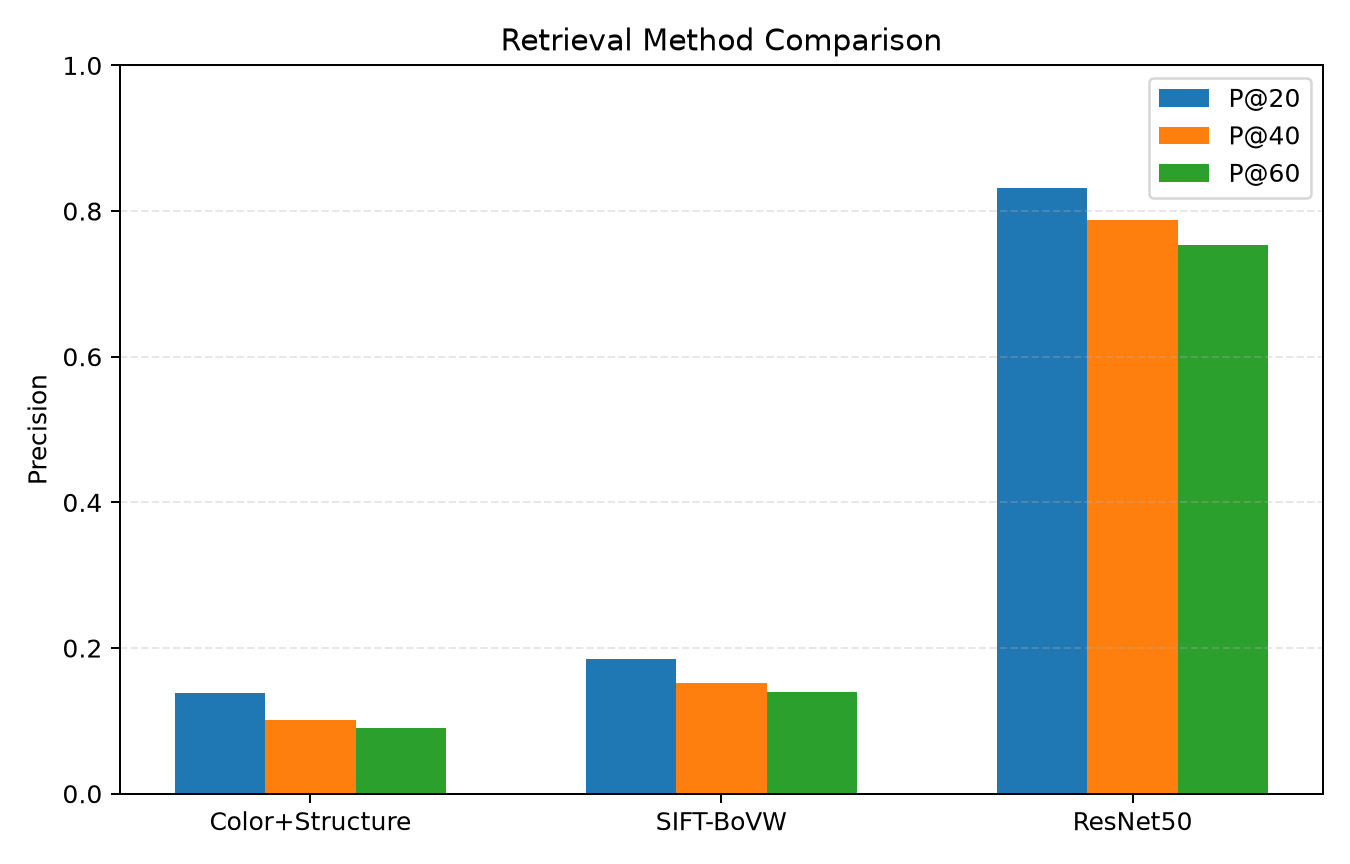 Retrieval Method Comparison
1.0
0.8
0.6
0.4
0.2
0.0
Precision
P@20
P@40
P@60
Color+Structure
SIFT-BoVW
ResNet50